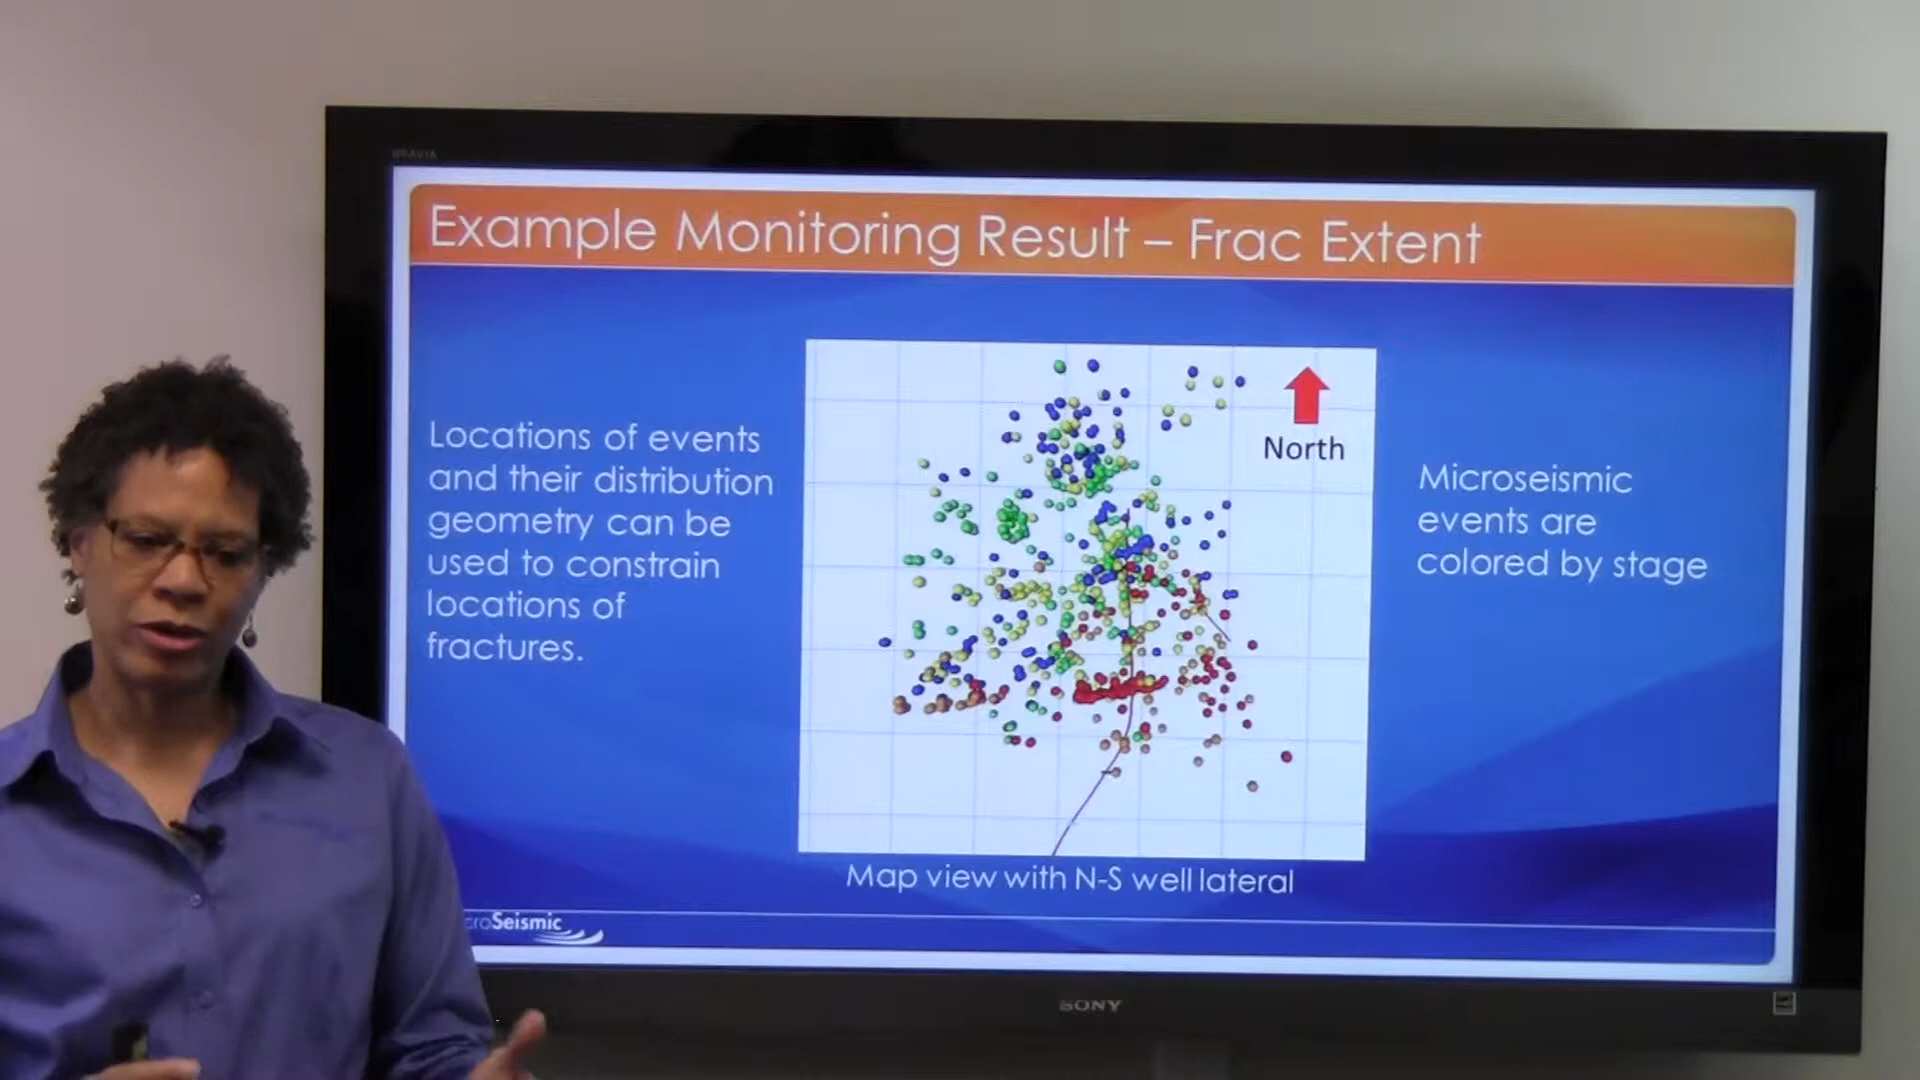 BRAVIA
Example Monitoring Result – Frac Extent
Locations of events
and their distribution
geometry can be
used to constrain
locations of
fractures.
North
Microseismic
events are
colored by stage
Map view with N-S well lateral
croSeismic
SONY